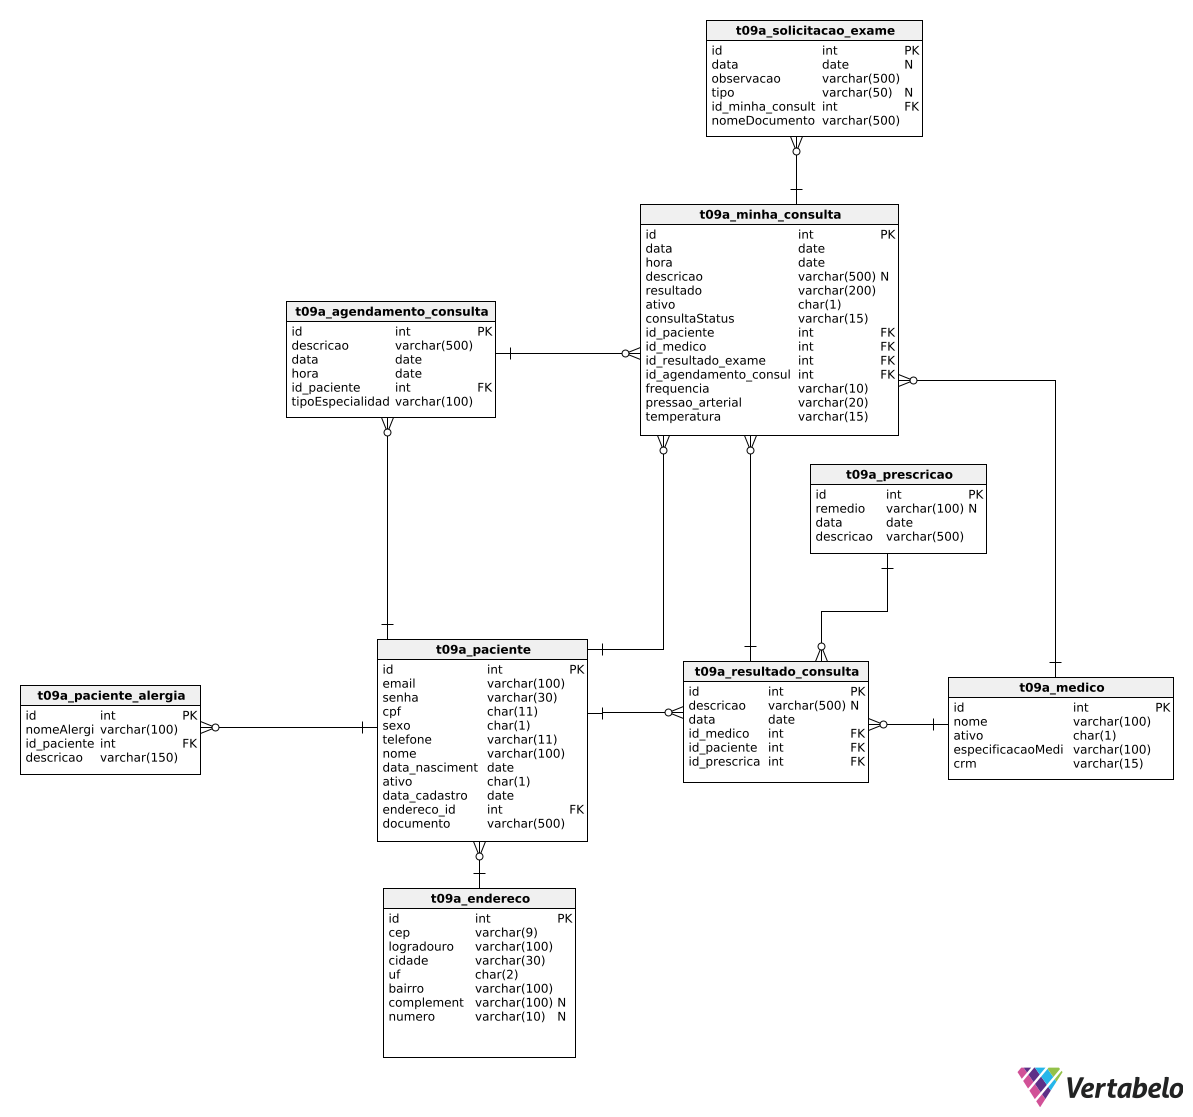 t09a_solicitacao_exame
id int PK
data date N
observacao varchar(500)
tipo varchar(50) N
id_minha_consult int FK
nomeDocumento varchar(500)
t09a_minha_consulta
id int PK
data date
hora date
descricao varchar(500) N
resultado varchar(200)
ativo char(1)
consultaStatus varchar(15)
id_paciente int FK
id_medico int FK
id_resultado_exame int FK
id_agendamento_consul int FK
frequencia varchar(10)
pressao_arterial varchar(20)
temperatura varchar(15)
t09a_agendamento_consulta
id int PK
descricao varchar(500)
data date
hora date
id_paciente int FK
tipoEspecialidad varchar(100)
t09a_prescricao
id int PK
remedio varchar(100) N
data date
descricao varchar(500)
t09a_paciente
id int PK
email varchar(100)
senha varchar(30)
cpf char(11)
sexo char(1)
telefone varchar(11)
nome varchar(100)
data_nasciment date
ativo char(1)
data_cadastro date
endereco_id int FK
documento varchar(500)
t09a_resultado_consulta
id int PK
descricao varchar(500) N
data date
id_medico int FK
id_paciente int FK
id_prescrica int FK
t09a_medico
id int PK
nome varchar(100)
ativo char(1)
especificacaoMedi varchar(100)
crm varchar(15)
t09a_paciente_alergia
id int PK
nomeAlergi varchar(100)
id_paciente int FK
descricao varchar(150)
t09a_endereco
id int PK
cep varchar(9)
logradouro varchar(100)
cidade varchar(30)
uf char(2)
bairro varchar(100)
complement varchar(100) N
numero varchar(10) N
Vertabelo